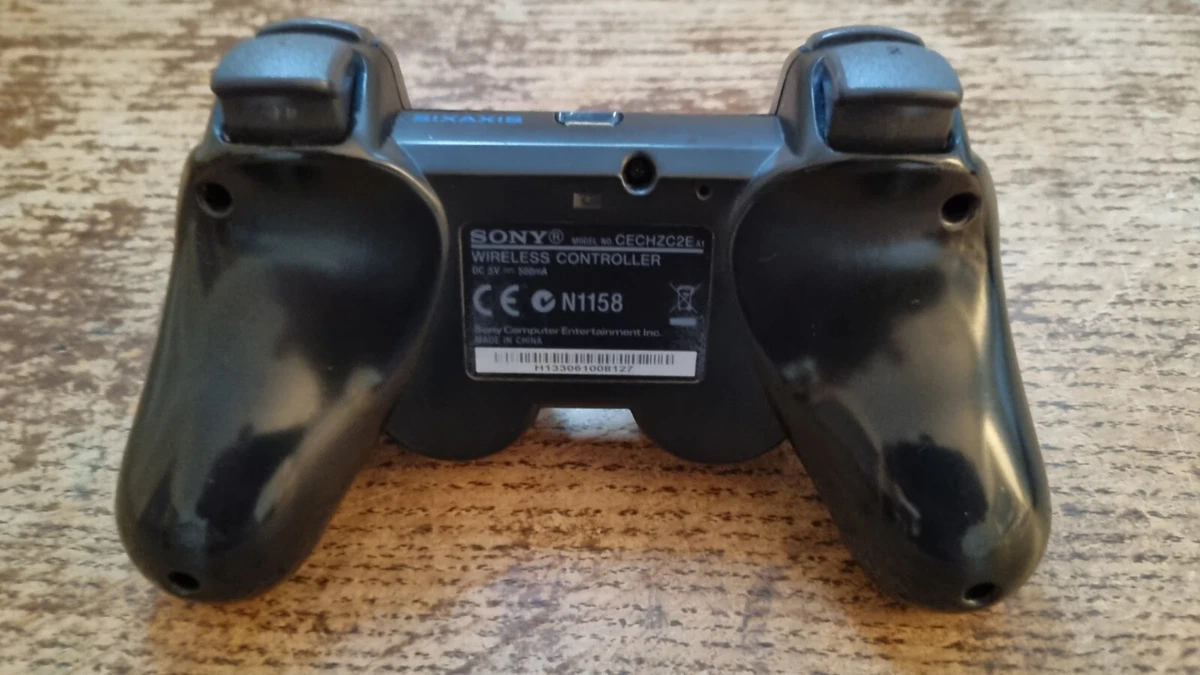 SIXAXIS
SONY® MODEL NO. CECHZC2E A1
WIRELESS CONTROLLER
DC 5V ⎓ 500mA
CE N1158
Sony Computer Entertainment Inc.
MADE IN CHINA
H133061008127